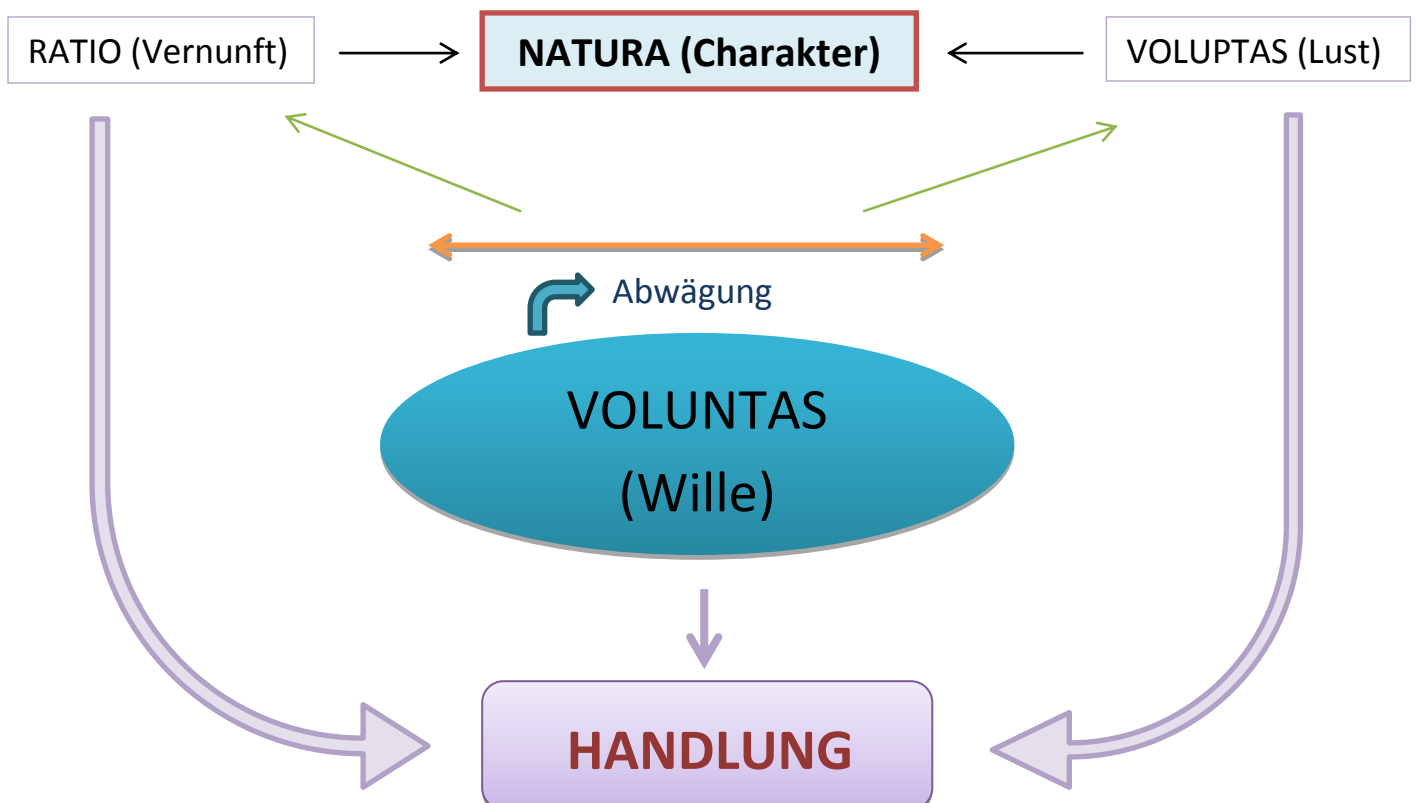 RATIO (Vernunft)
NATURA (Charakter)
VOLUPTAS (Lust)
Abwägung
VOLUNTAS
(Wille)
HANDLUNG